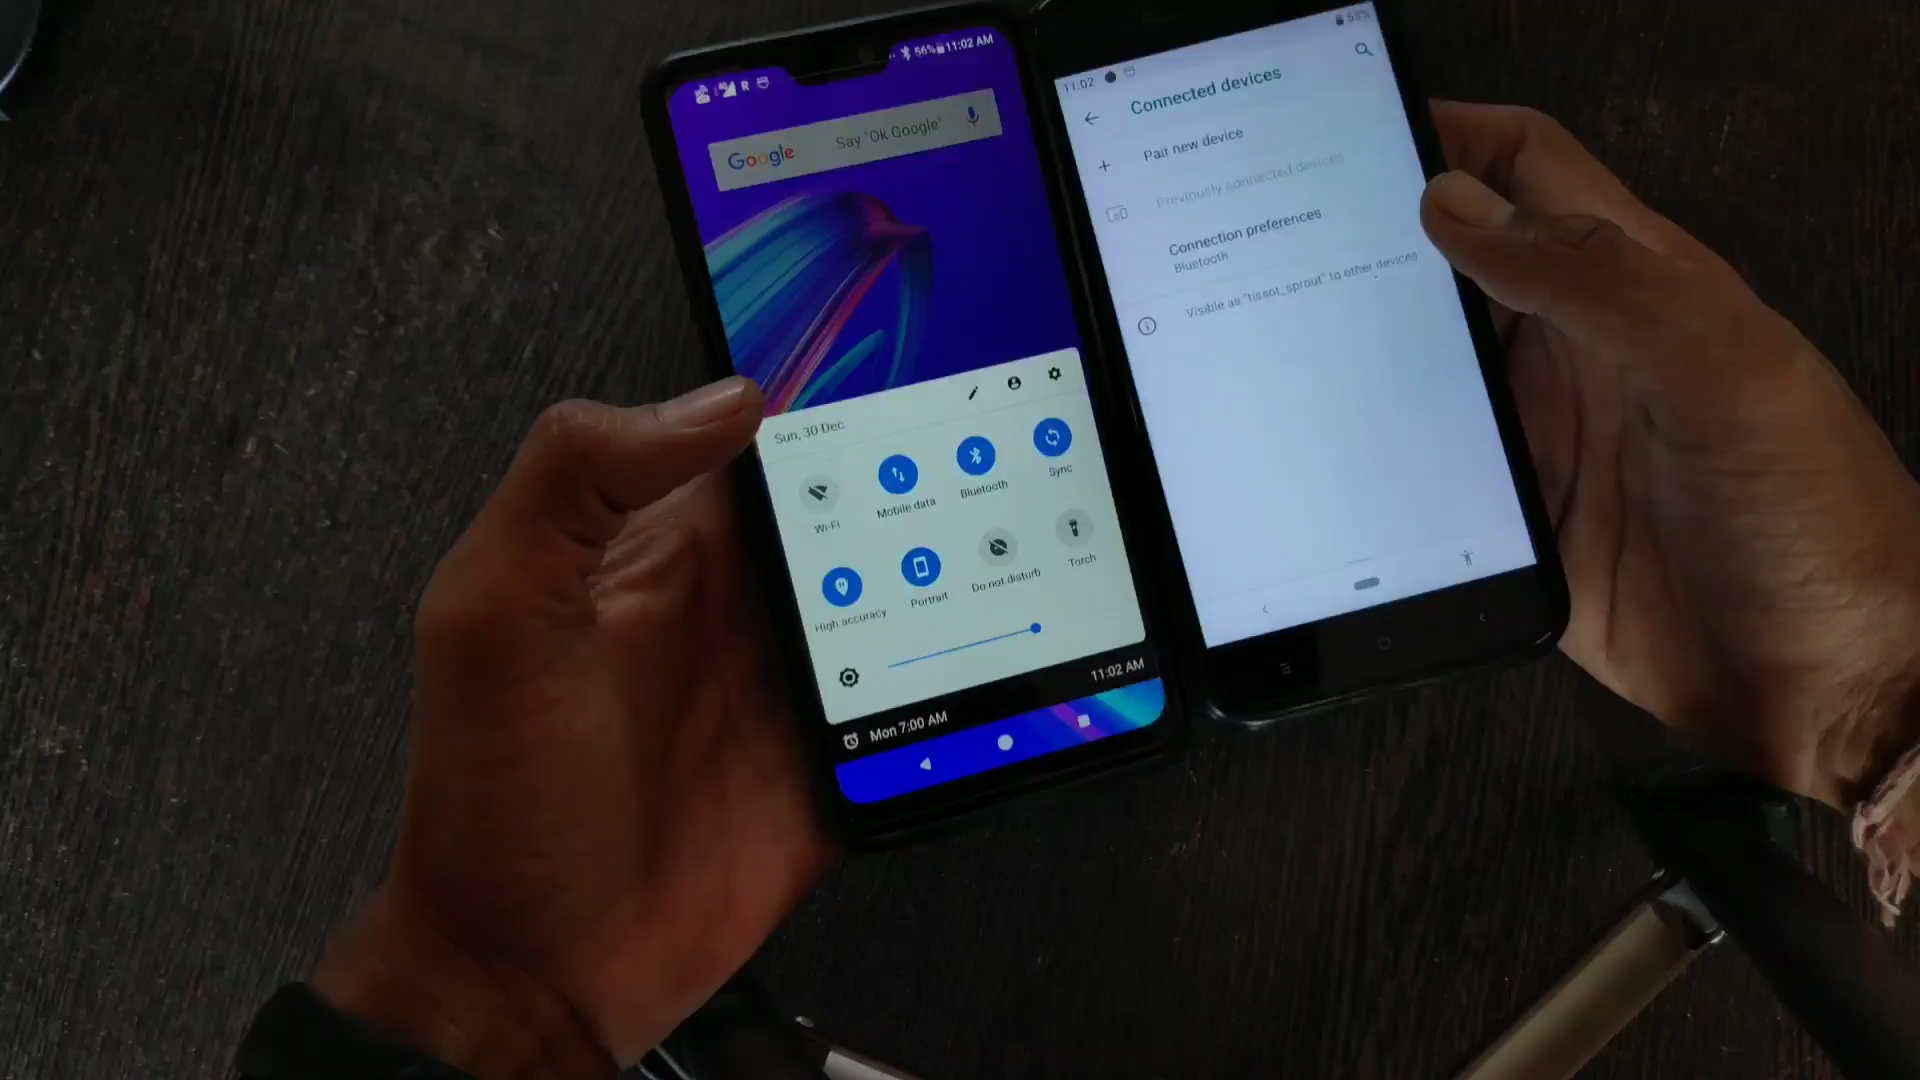 R
56% 11:02 AM
Google
Say "Ok Google"
Sun, 30 Dec
Wi-Fi
Mobile data
Bluetooth
Sync
High accuracy
Portrait
Do not disturb
Torch
11:02 AM
Mon 7:00 AM
11:02
Connected devices
Pair new device
Previously connected devices
Connection preferences
Bluetooth
Visible as "tissot_sprout" to other devices